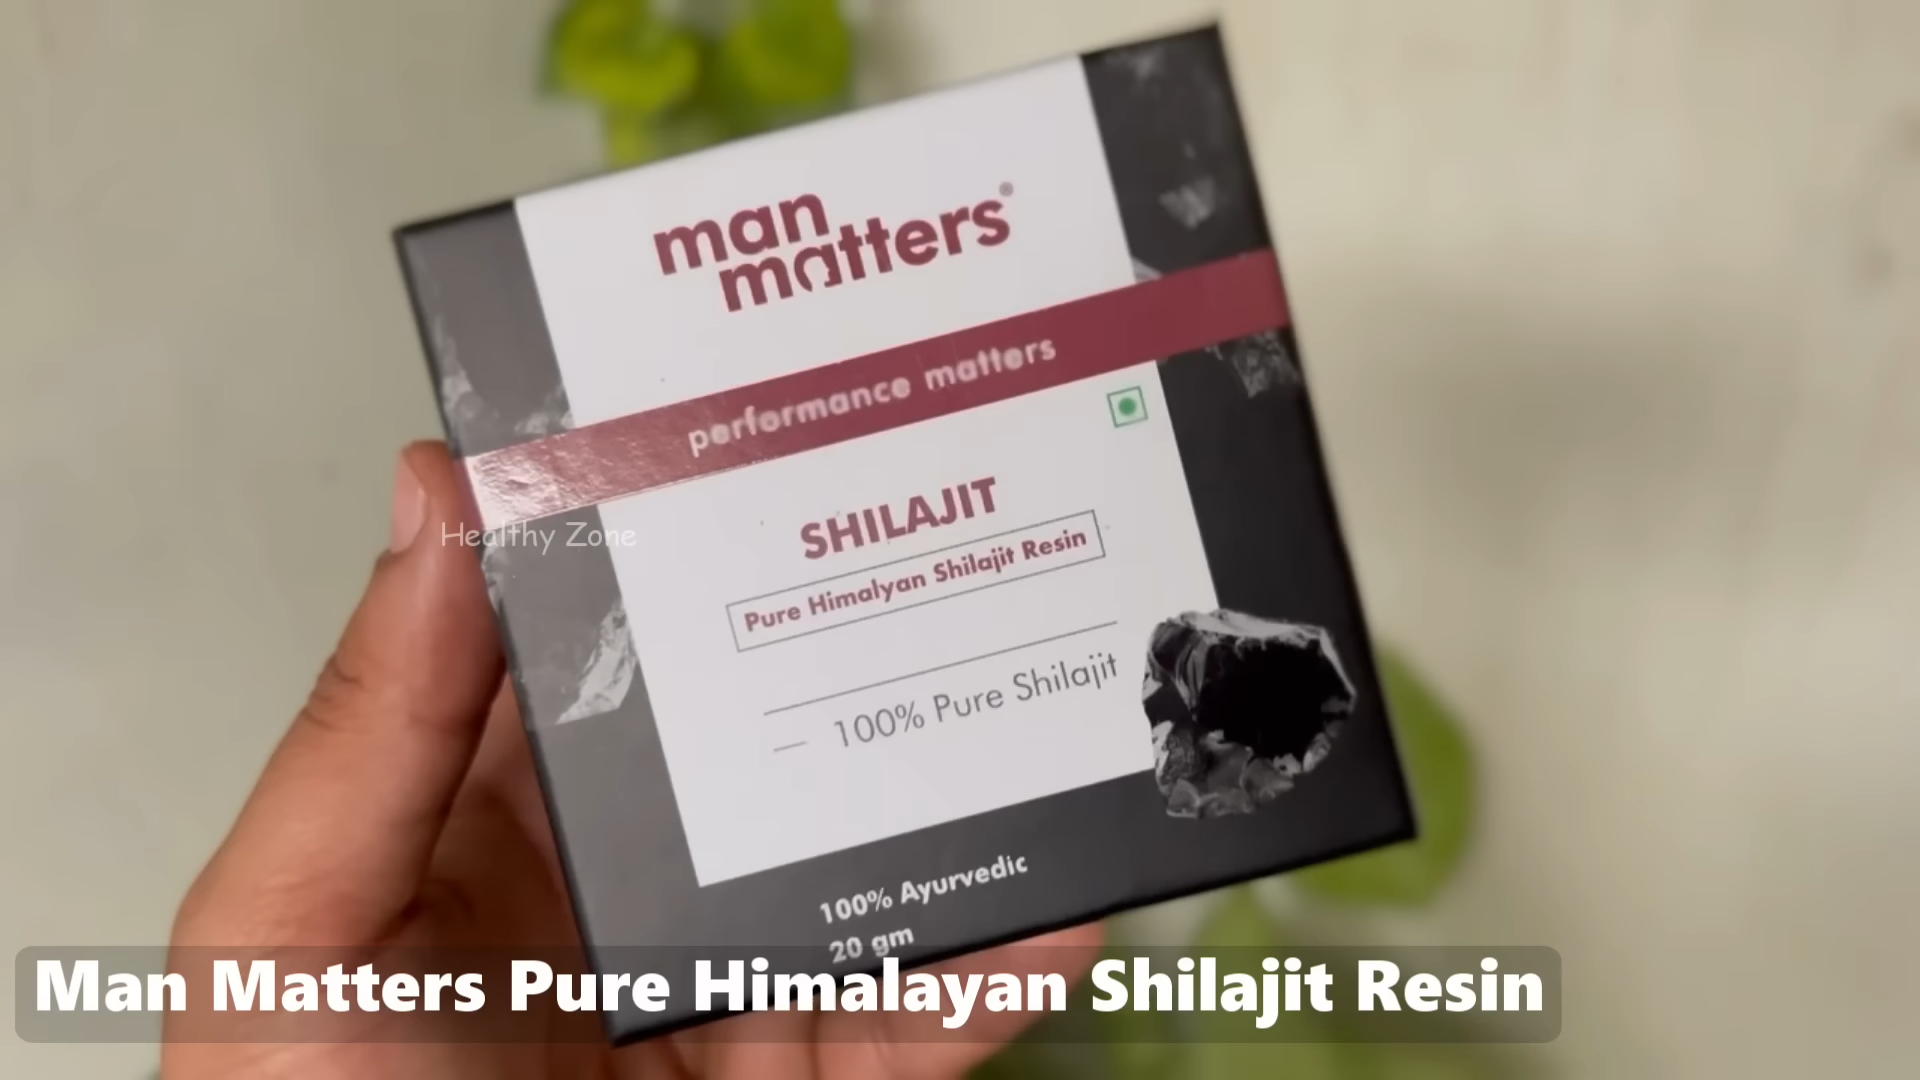 man
matters®
performance matters
SHILAJIT
Pure Himalyan Shilajit Resin
100% Pure Shilajit
Healthy Zone
100% Ayurvedic
20 gm
Man Matters Pure Himalayan Shilajit Resin